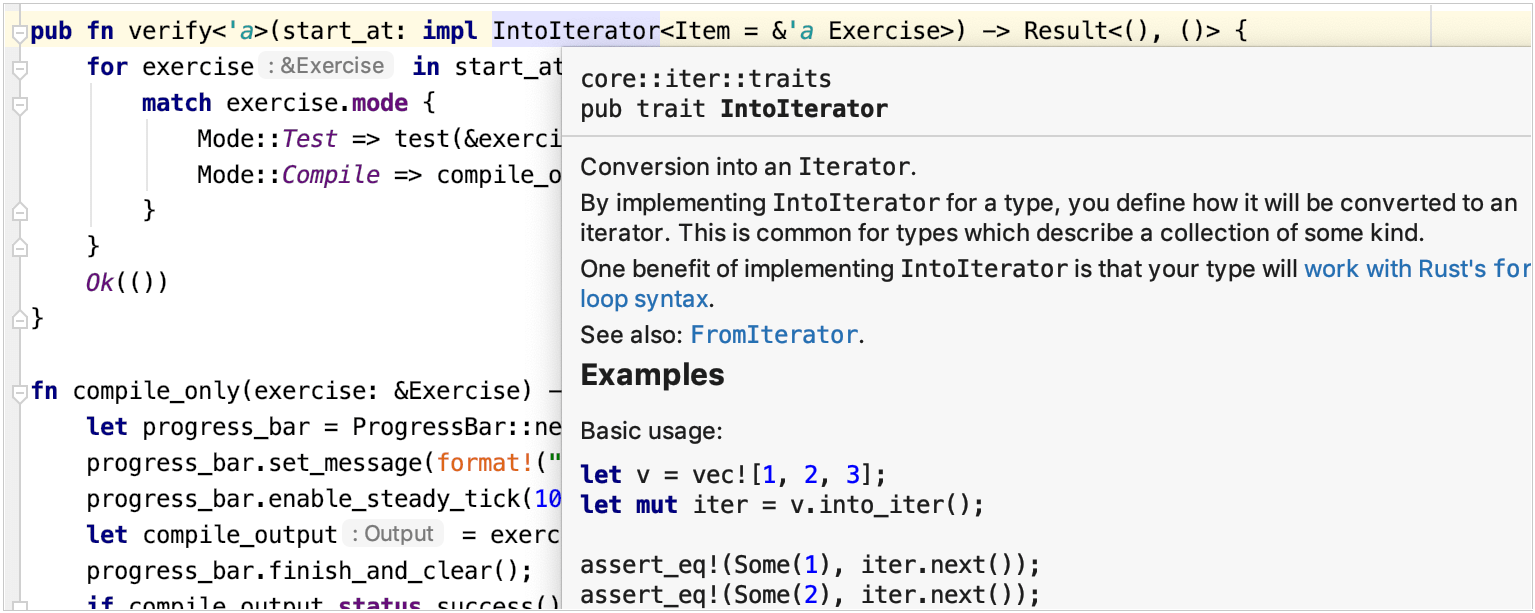 pub fn verify<'a>(start_at: impl IntoIterator<Item = &'a Exercise>) -> Result<(), ()> {
for exercise : &Exercise in start_at
match exercise.mode {
Mode::Test => test(&exerci
Mode::Compile => compile_o
}
}
Ok(())
}
fn compile_only(exercise: &Exercise) -
let progress_bar = ProgressBar::ne
progress_bar.set_message(format!("
progress_bar.enable_steady_tick(10
let compile_output : Output = exerc
progress_bar.finish_and_clear();
if compile_output.status.success()
core::iter::traits
pub trait IntoIterator
Conversion into an Iterator.
By implementing IntoIterator for a type, you define how it will be converted to an
iterator. This is common for types which describe a collection of some kind.
One benefit of implementing IntoIterator is that your type will work with Rust's for
loop syntax.
See also: FromIterator.
Examples
Basic usage:
let v = vec![1, 2, 3];
let mut iter = v.into_iter();
assert_eq!(Some(1), iter.next());
assert_eq!(Some(2), iter.next());